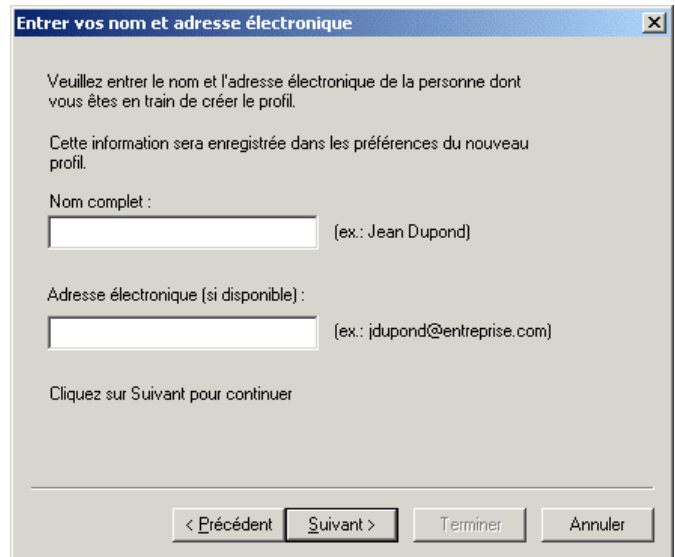 Entrer vos nom et adresse électronique
Veuillez entrer le nom et l'adresse électronique de la personne dont
vous êtes en train de créer le profil.
Cette information sera enregistrée dans les préférences du nouveau
profil.
Nom complet :
(ex.: Jean Dupond)
Adresse électronique (si disponible) :
(ex.: jdupond@entreprise.com)
Cliquez sur Suivant pour continuer
< Précédent Suivant > Terminer Annuler